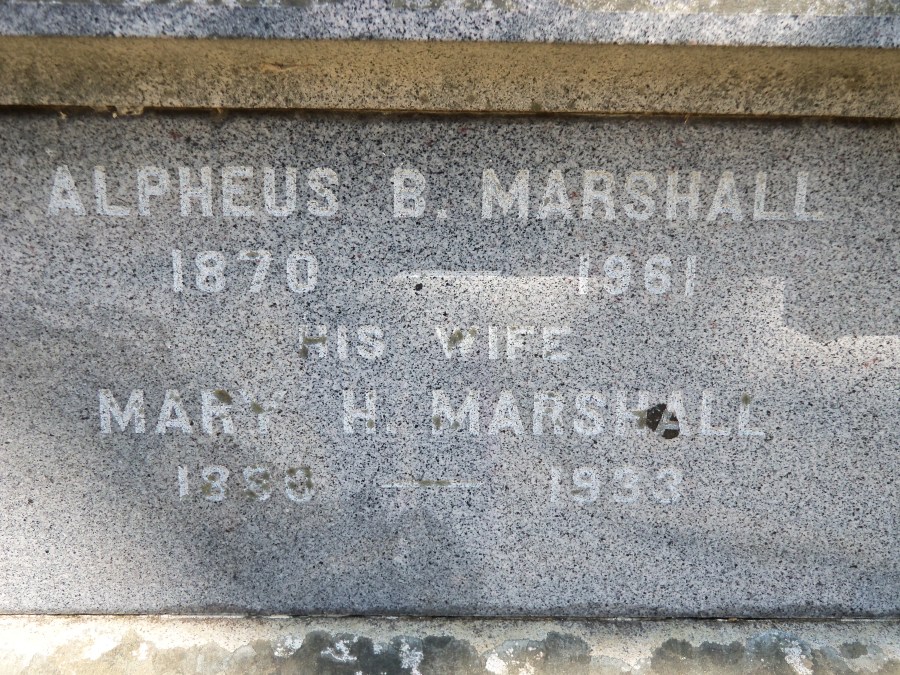 ALPHEUS B. MARSHALL
1870 — 1961
HIS WIFE
MARY H. MARSHALL
— 1933